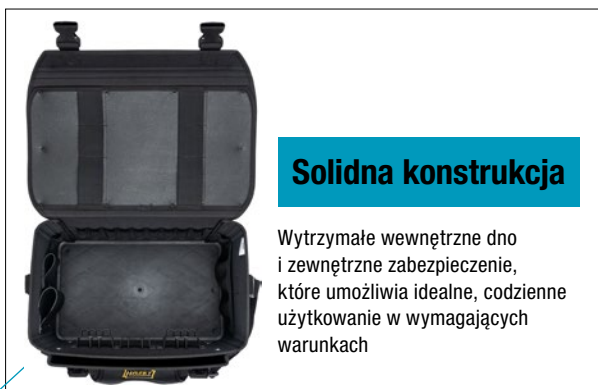 Solidna konstrukcja
Wytrzymałe wewnętrzne dno
i zewnętrzne zabezpieczenie,
które umożliwia idealne, codzienne
użytkowanie w wymagających
warunkach